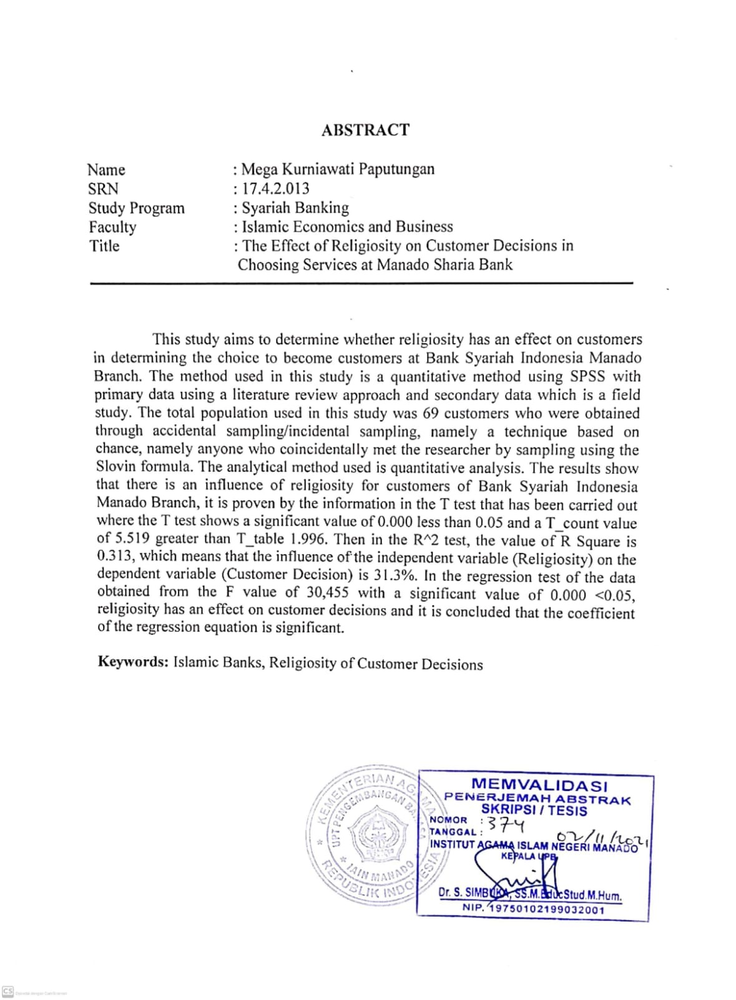 ABSTRACT
Name : Mega Kurniawati Paputungan
SRN : 17.4.2.013
Study Program : Syariah Banking
Faculty : Islamic Economics and Business
Title : The Effect of Religiosity on Customer Decisions in
Choosing Services at Manado Sharia Bank
This study aims to determine whether religiosity has an effect on customers
in determining the choice to become customers at Bank Syariah Indonesia Manado
Branch. The method used in this study is a quantitative method using SPSS with
primary data using a literature review approach and secondary data which is a field
study. The total population used in this study was 69 customers who were obtained
through accidental sampling/incidental sampling, namely a technique based on
chance, namely anyone who coincidentally met the researcher by sampling using the
Slovin formula. The analytical method used is quantitative analysis. The results show
that there is an influence of religiosity for customers of Bank Syariah Indonesia
Manado Branch, it is proven by the information in the T test that has been carried out
where the T test shows a significant value of 0.000 less than 0.05 and a T_count value
of 5.519 greater than T_table 1.996. Then in the R^2 test, the value of R Square is
0.313, which means that the influence of the independent variable (Religiosity) on the
dependent variable (Customer Decision) is 31.3%. In the regression test of the data
obtained from the F value of 30,455 with a significant value of 0.000 <0.05,
religiosity has an effect on customer decisions and it is concluded that the coefficient
of the regression equation is significant.
Keywords: Islamic Banks, Religiosity of Customer Decisions
KEMENTERIAN AGAMA
UPT PENGEMBANGAN BAHASA
IAIN MANADO
REPUBLIK INDONESIA
MEMVALIDASI
PENERJEMAH ABSTRAK
SKRIPSI / TESIS
NOMOR : 374
TANGGAL : 02/11/2021
INSTITUT AGAMA ISLAM NEGERI MANADO
KEPALA UPB
Dr. S. SIMBUKA, SS.M.EducStud.M.Hum.
NIP. 19750102199032001
CS Dipindai dengan CamScanner